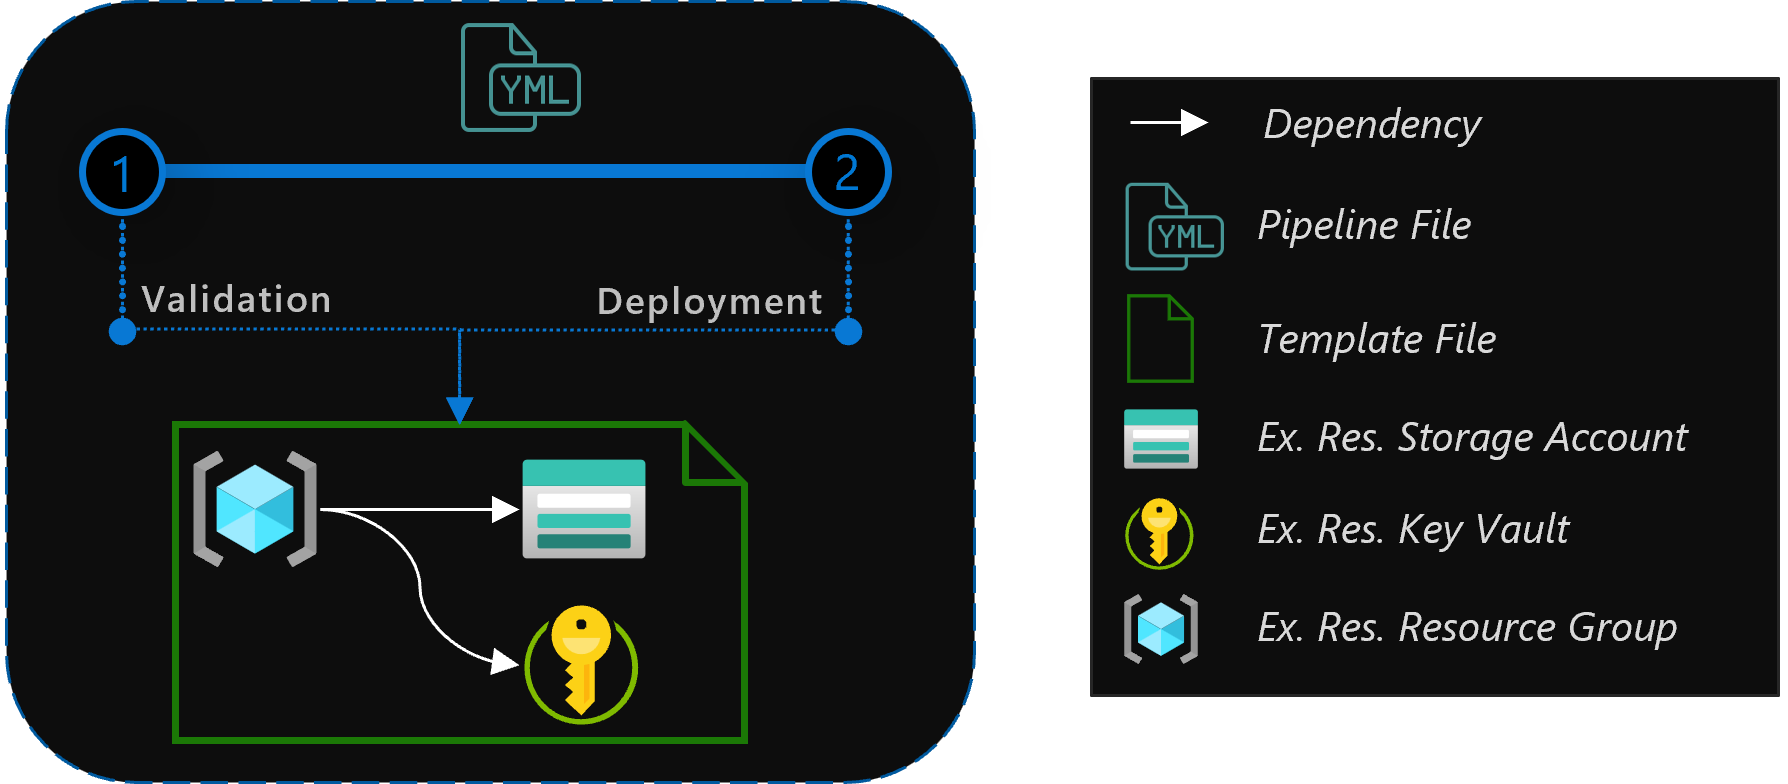 YML
1
2
Validation
Deployment
Dependency
YML
Pipeline File
Template File
Ex. Res. Storage Account
Ex. Res. Key Vault
Ex. Res. Resource Group